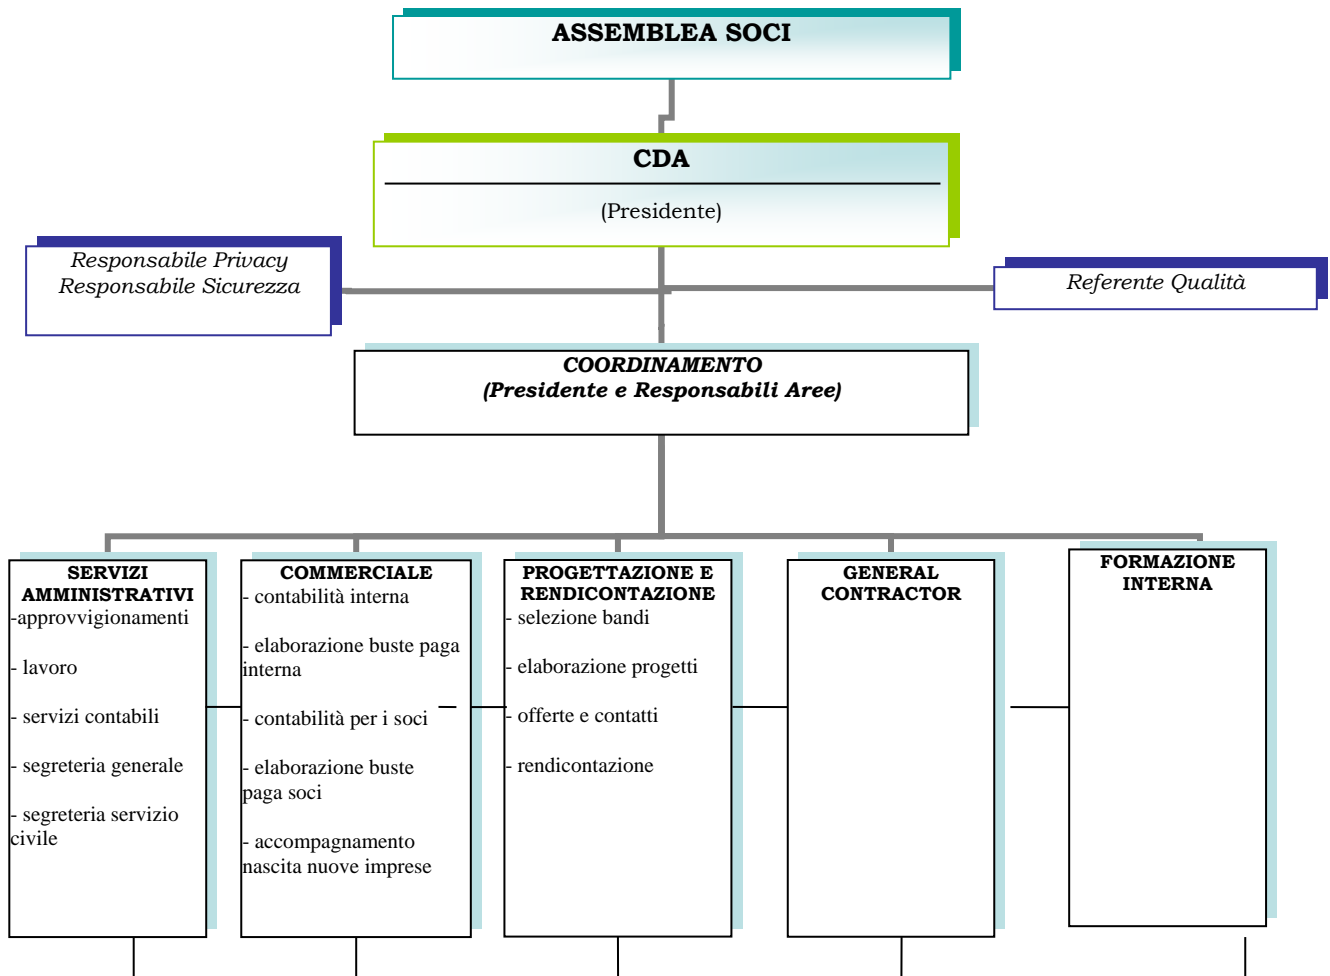 ASSEMBLEA SOCI
CDA
(Presidente)
Responsabile Privacy
Responsabile Sicurezza
Referente Qualità
COORDINAMENTO
(Presidente e Responsabili Aree)
SERVIZI
AMMINISTRATIVI
-approvvigionamenti
- lavoro
- servizi contabili
- segreteria generale
- segreteria servizio
civile
COMMERCIALE
- contabilità interna
- elaborazione buste paga
interna
- contabilità per i soci
- elaborazione buste
paga soci
- accompagnamento
nascita nuove imprese
PROGETTAZIONE E
RENDICONTAZIONE
- selezione bandi
- elaborazione progetti
- offerte e contatti
- rendicontazione
GENERAL
CONTRACTOR
FORMAZIONE
INTERNA